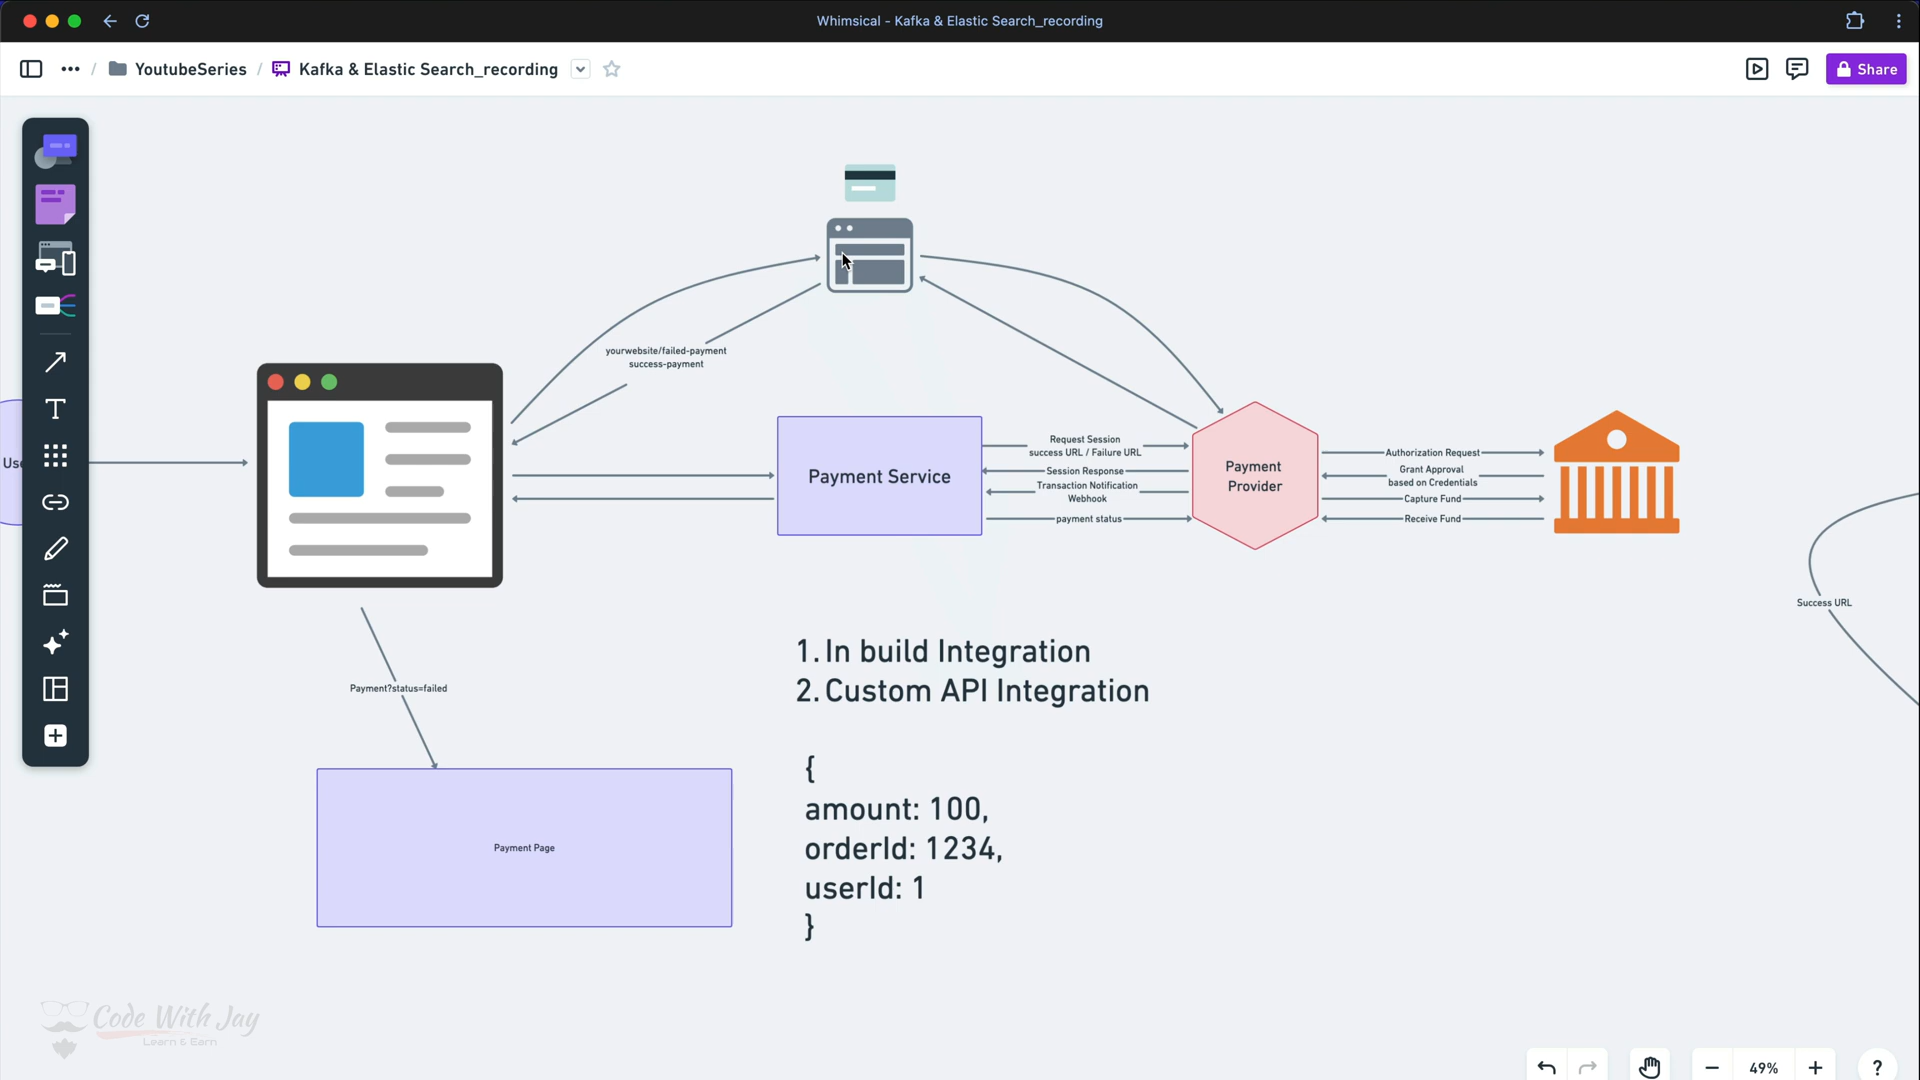 Whimsical - Kafka & Elastic Search_recording
/ YoutubeSeries / Kafka & Elastic Search_recording
Share
yourwebsite/failed-payment
success-payment
Use
Payment Service
Request Session
success URL / Failure URL
Session Response
Transaction Notification
Webhook
payment status
Payment
Provider
Authorization Request
Grant Approval
based on Credentials
Capture Fund
Receive Fund
Success URL
1. In build Integration
2. Custom API Integration
Payment?status=failed
{
amount: 100,
orderId: 1234,
userId: 1
}
Payment Page
Code With Jay
Learn & Earn
49%
?